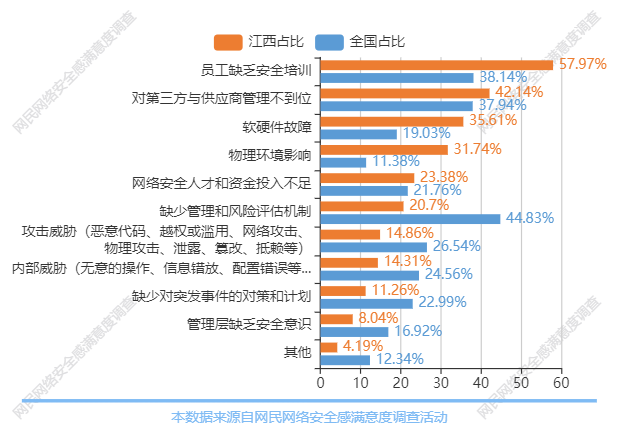 网民网络安全感满意度调查
网民网络安全感满意度调查
江西占比 全国占比
员工缺乏安全培训 57.97%
38.14%
对第三方与供应商管理不到位 42.14%
37.94%
软硬件故障 35.61%
19.03%
物理环境影响 31.74%
11.38%
网络安全人才和资金投入不足 23.38%
21.76%
缺少管理和风险评估机制 20.7%
44.83%
攻击威胁（恶意代码、越权或滥用、网络攻击、
物理攻击、泄露、篡改、抵赖等） 14.86%
26.54%
内部威胁（无意的操作、信息错放、配置错误等... 14.31%
24.56%
缺少对突发事件的对策和计划 11.26%
22.99%
管理层缺乏安全意识 8.04%
16.92%
其他 4.19%
12.34%
0 10 20 30 40 50 60
网民网络安全感满意度调查
网民网络安全感满意度调查
本数据来源自网民网络安全感满意度调查活动